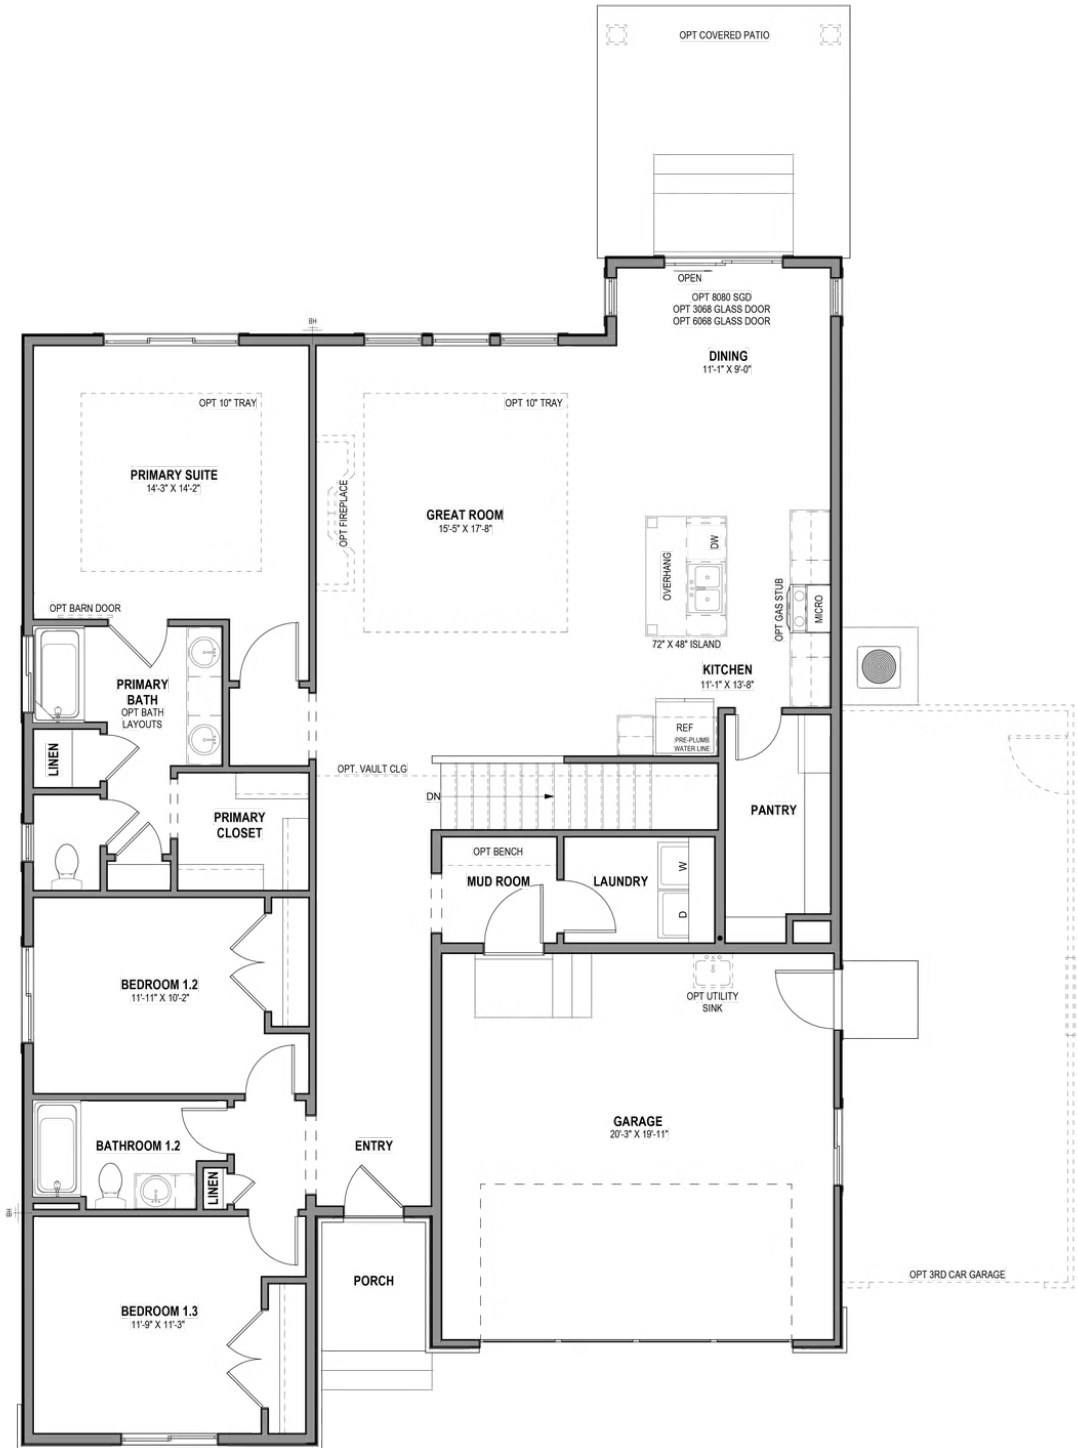 OPT COVERED PATIO
OPEN
OPT 8080 SGD
OPT 3068 GLASS DOOR
OPT 6068 GLASS DOOR
BH
DINING
11'-1" X 9'-0"
OPT 10" TRAY
OPT 10" TRAY
PRIMARY SUITE
14'-3" X 14'-2"
OPT FIREPLACE
GREAT ROOM
15'-5" X 17'-8"
OVERHANG
DW
OPT GAS STUB
MICRO
OPT BARN DOOR
72" X 48" ISLAND
KITCHEN
11'-1" X 13'-8"
PRIMARY
BATH
OPT BATH
LAYOUTS
LINEN
REF
PRE-PLUMB
WATER LINE
OPT. VAULT CLG
DN
PRIMARY
CLOSET
PANTRY
OPT BENCH
MUD ROOM
LAUNDRY
W
D
BEDROOM 1.2
11'-11" X 10'-2"
OPT UTILITY
SINK
GARAGE
20'-3" X 19'-11"
BATHROOM 1.2
LINEN
ENTRY
BH
PORCH
OPT 3RD CAR GARAGE
BEDROOM 1.3
11'-9" X 11'-3"